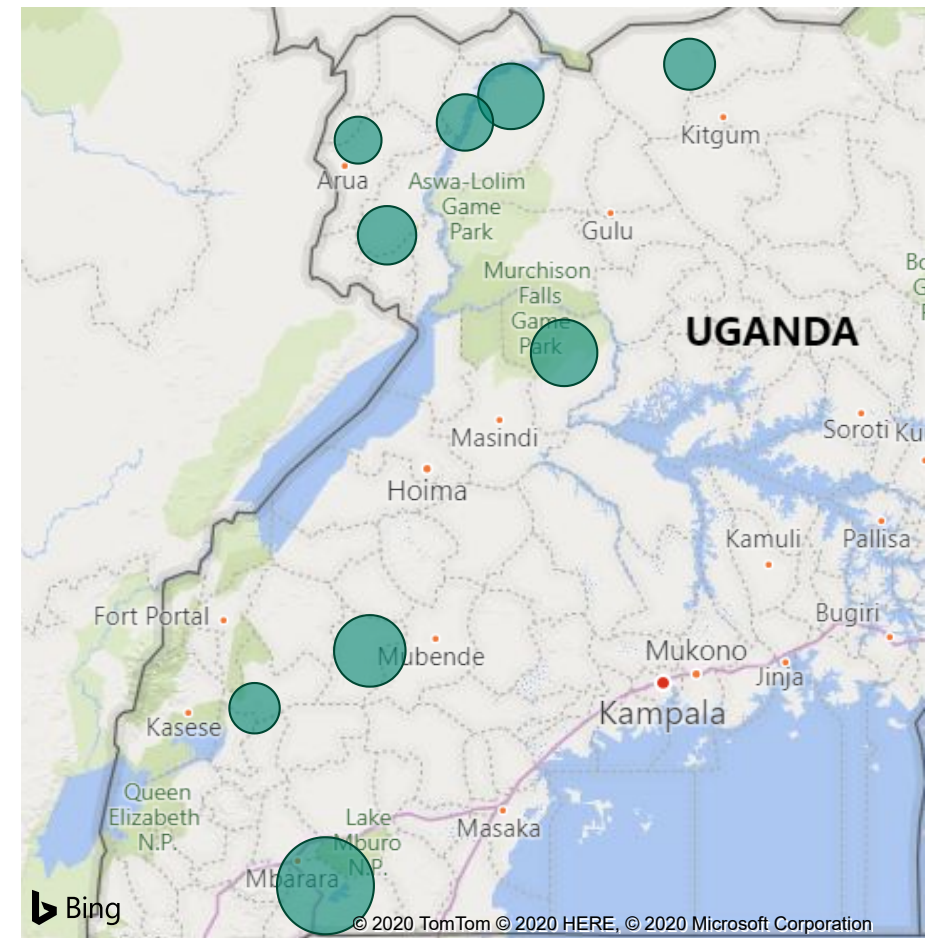 Kitgum
Arua
Aswa-Lolim
Game
Park
Gulu
Bo
G
Murchison
Falls
Game
Park
UGANDA
Masindi
Soroti
Ku
Hoima
Kamuli
Pallisa
Fort Portal
Bugiri
Mubende
Mukono
Jinja
Kasese
Kampala
Queen
Elizabeth
N.P.
Lake
Mburo
N.P.
Masaka
Mbarara
Bing
© 2020 TomTom © 2020 HERE, © 2020 Microsoft Corporation